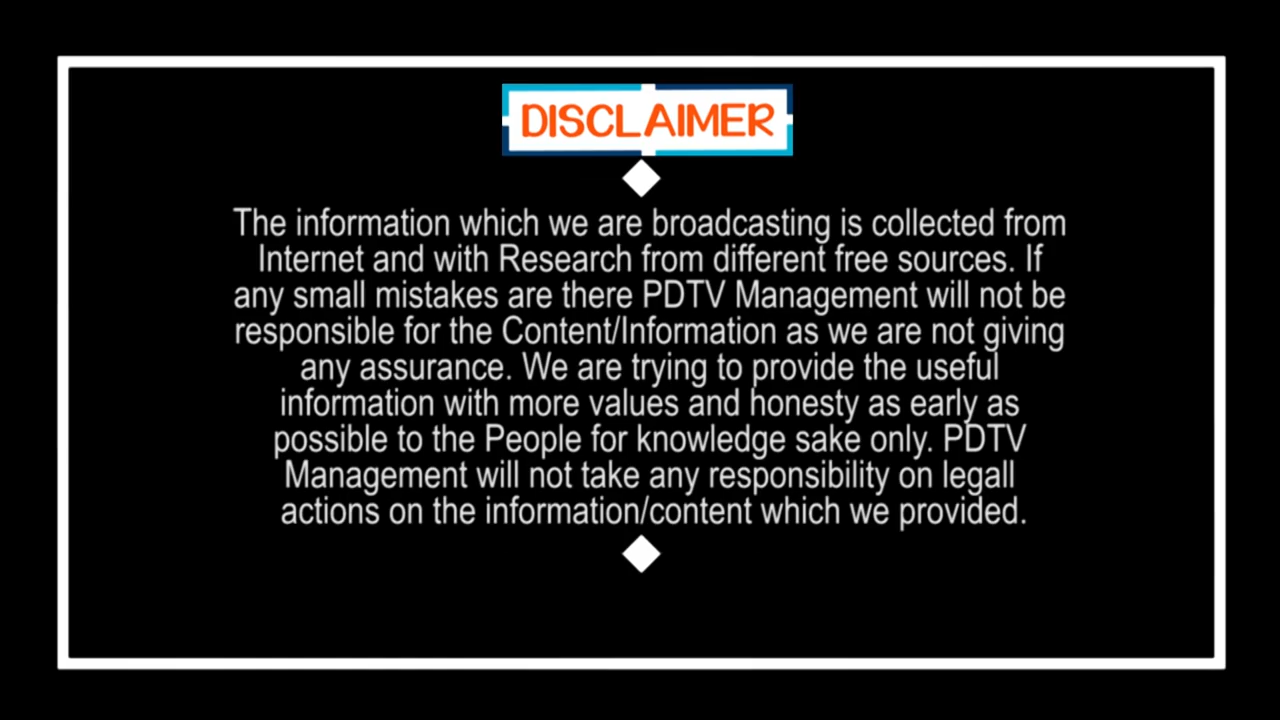 DISCLAIMER
The information which we are broadcasting is collected from
Internet and with Research from different free sources. If
any small mistakes are there PDTV Management will not be
responsible for the Content/Information as we are not giving
any assurance. We are trying to provide the useful
information with more values and honesty as early as
possible to the People for knowledge sake only. PDTV
Management will not take any responsibility on legall
actions on the information/content which we provided.